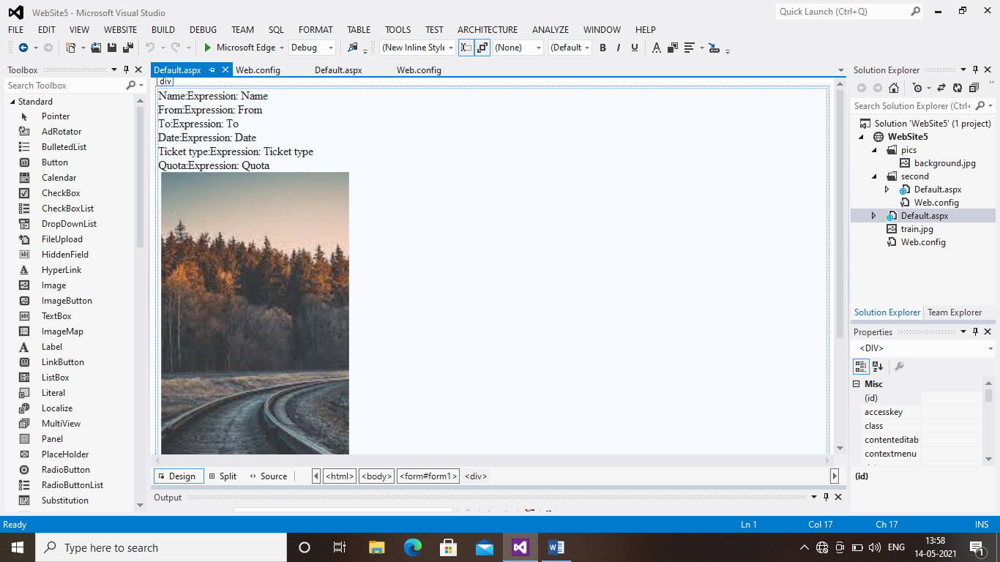 WebSite5 - Microsoft Visual Studio
Quick Launch (Ctrl+Q)
FILE EDIT VIEW WEBSITE BUILD DEBUG TEAM SQL FORMAT TABLE TOOLS TEST ARCHITECTURE ANALYZE WINDOW HELP
Microsoft Edge Debug (New Inline Style (None) (Default B I U A
Toolbox
Search Toolbox
Standard
Pointer
AdRotator
BulletedList
Button
Calendar
CheckBox
CheckBoxList
DropDownList
FileUpload
HiddenField
HyperLink
Image
ImageButton
TextBox
ImageMap
Label
LinkButton
ListBox
Literal
Localize
MultiView
Panel
PlaceHolder
RadioButton
RadioButtonList
Substitution
Default.aspx Web.config Default.aspx Web.config
div
Name:Expression: Name
From:Expression: From
To:Expression: To
Date:Expression: Date
Ticket type:Expression: Ticket type
Quota:Expression: Quota
Design Split Source <html> <body> <form#form1> <div>
Output
Solution Explorer
Search Solution Explorer (Ctrl+
Solution 'WebSite5' (1 project)
WebSite5
pics
background.jpg
second
Default.aspx
Web.config
Default.aspx
train.jpg
Web.config
Solution Explorer Team Explorer
Properties
<DIV>
Misc
(id)
accesskey
class
contenteditab
contextmenu
(id)
Ready Ln 1 Col 17 Ch 17 INS
Type here to search
ENG
13:58
14-05-2021
1